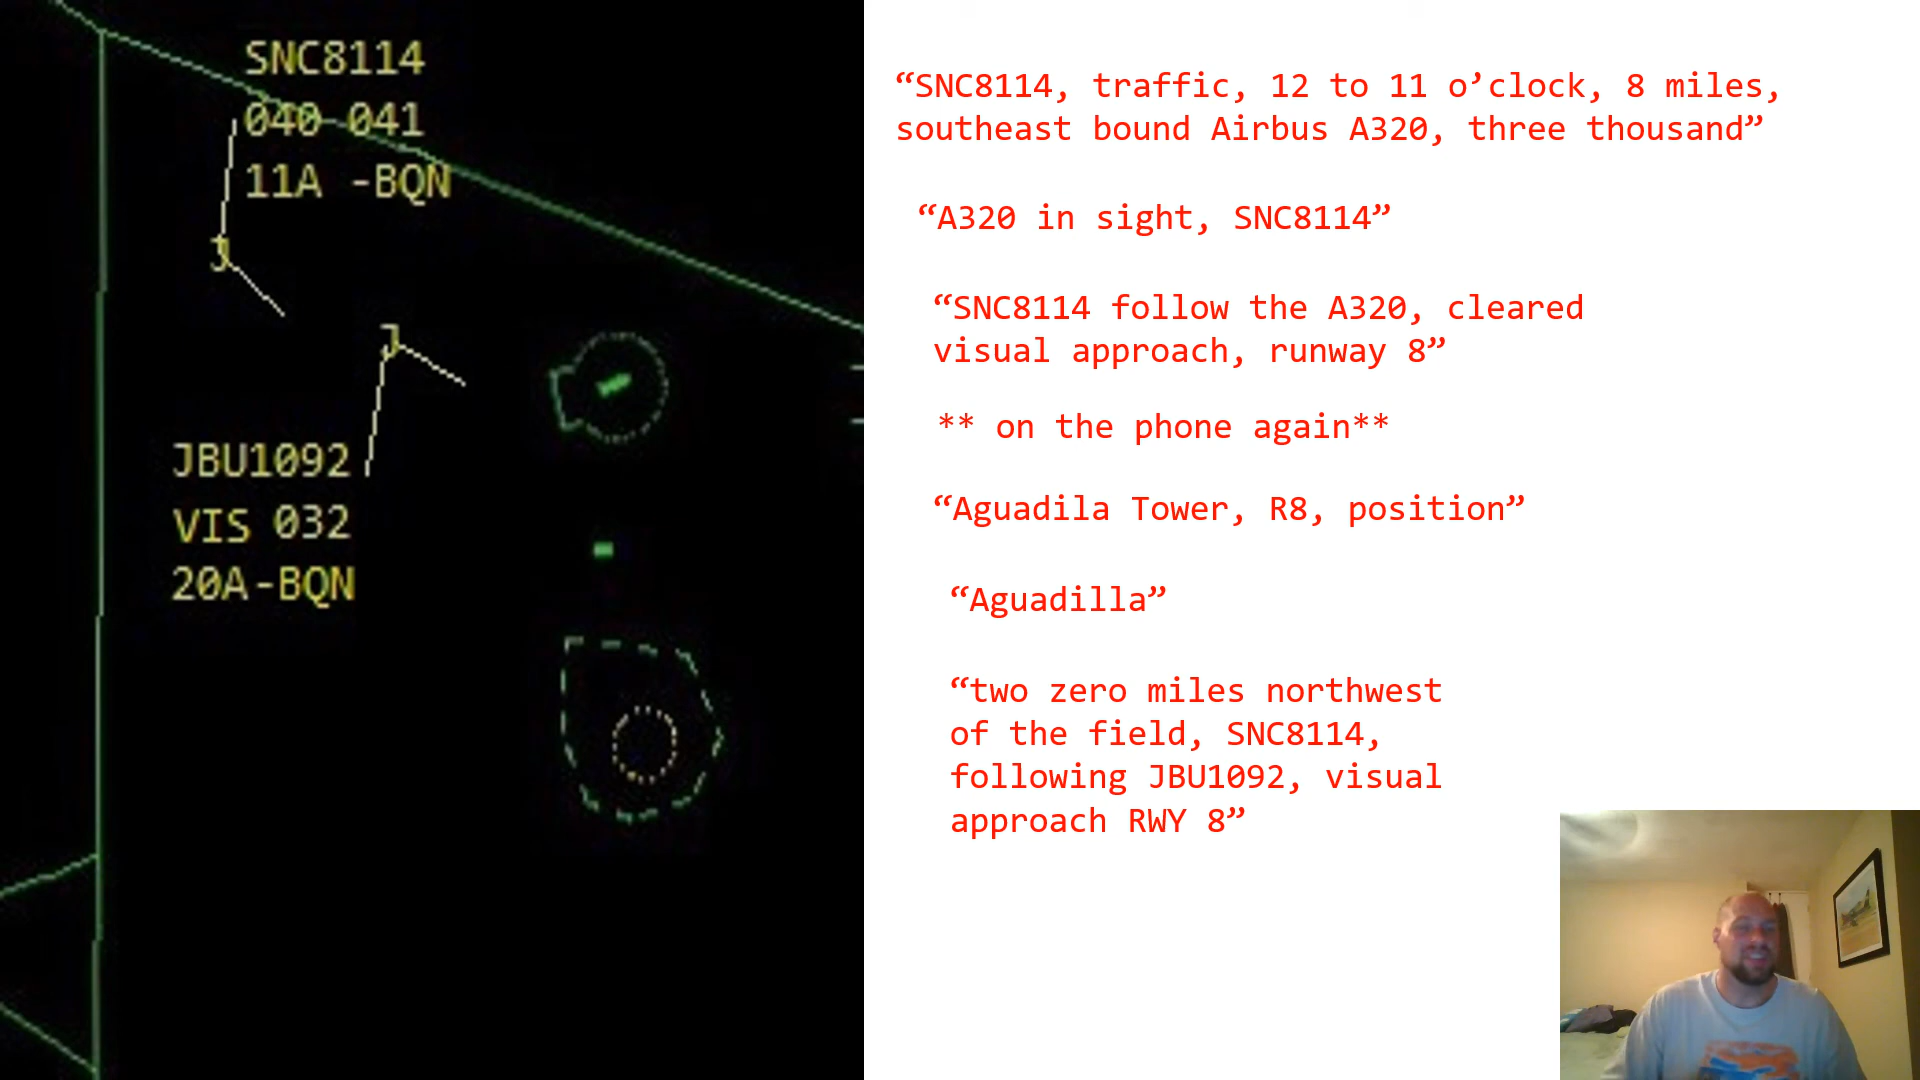 SNC8114
040 041
11A -BQN
J
J
JBU1092
VIS 032
20A-BQN
“SNC8114, traffic, 12 to 11 o’clock, 8 miles,
southeast bound Airbus A320, three thousand”
“A320 in sight, SNC8114”
“SNC8114 follow the A320, cleared
visual approach, runway 8”
** on the phone again**
“Aguadila Tower, R8, position”
“Aguadilla”
“two zero miles northwest
of the field, SNC8114,
following JBU1092, visual
approach RWY 8”